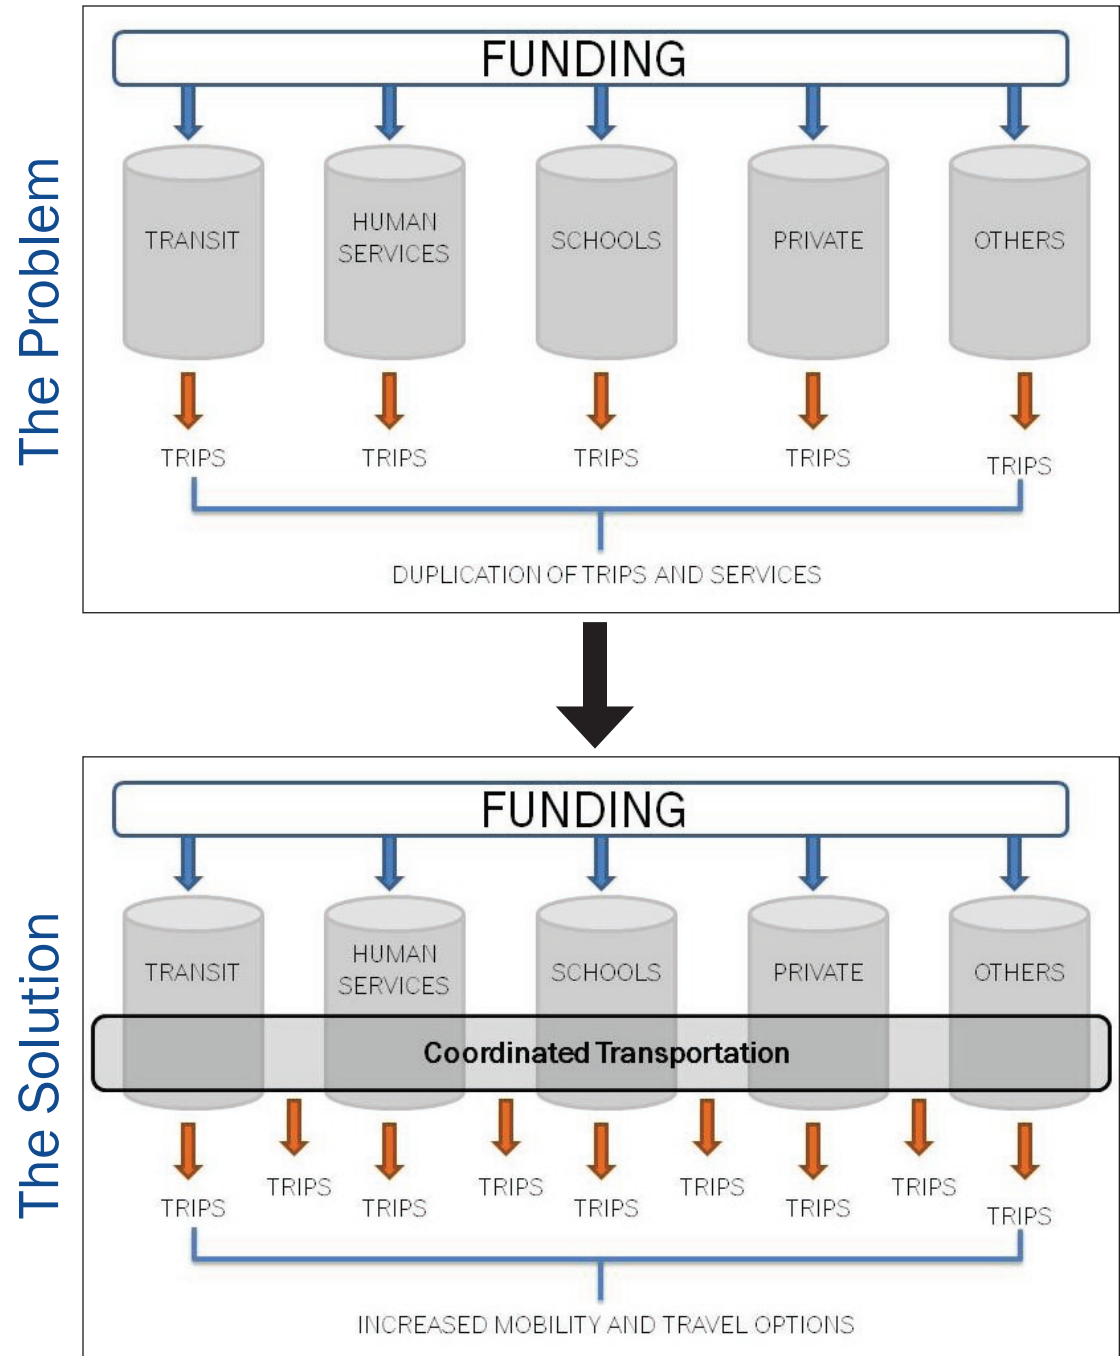 The Problem
FUNDING
TRANSIT
HUMAN
SERVICES
SCHOOLS
PRIVATE
OTHERS
TRIPS
TRIPS
TRIPS
TRIPS
TRIPS
DUPLICATION OF TRIPS AND SERVICES
The Solution
FUNDING
TRANSIT
HUMAN
SERVICES
SCHOOLS
PRIVATE
OTHERS
Coordinated Transportation
TRIPS
TRIPS
TRIPS
TRIPS
TRIPS
TRIPS
TRIPS
TRIPS
TRIPS
INCREASED MOBILITY AND TRAVEL OPTIONS